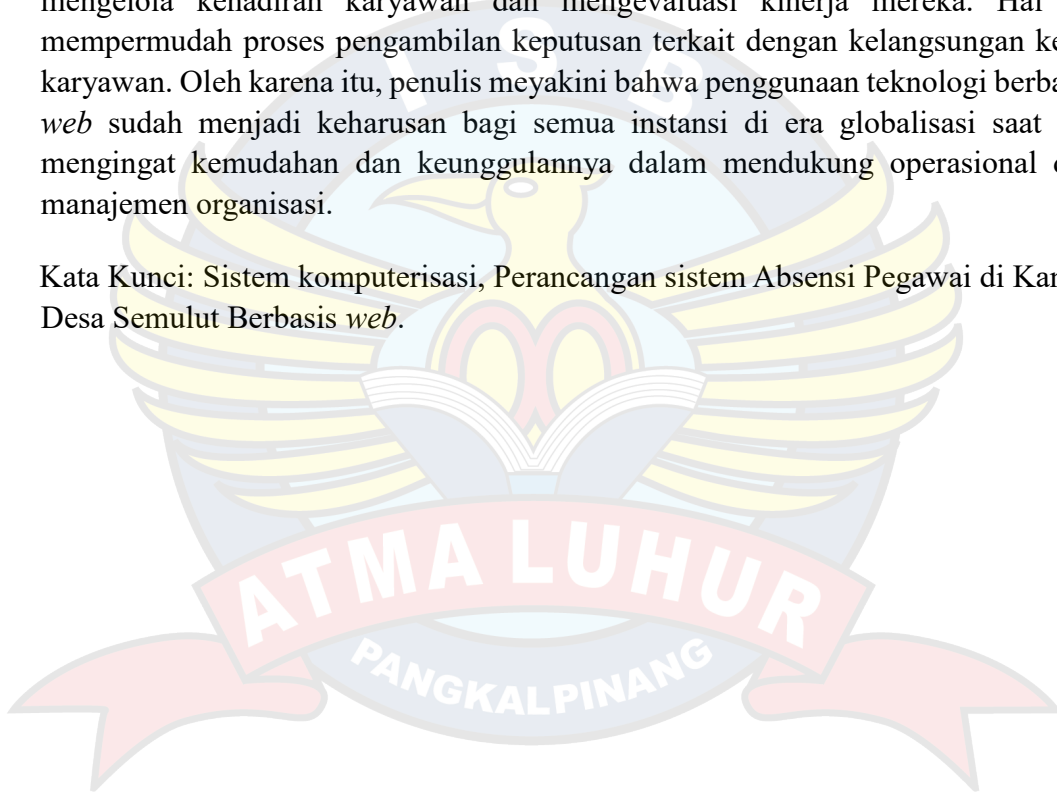 mengelola kehadiran karyawan dan mengevaluasi kinerja mereka. Hal
mempermudah proses pengambilan keputusan terkait dengan kelangsungan ke
karyawan. Oleh karena itu, penulis meyakini bahwa penggunaan teknologi berba
web sudah menjadi keharusan bagi semua instansi di era globalisasi saat
mengingat kemudahan dan keunggulannya dalam mendukung operasional d
manajemen organisasi.
Kata Kunci: Sistem komputerisasi, Perancangan sistem Absensi Pegawai di Kan
Desa Semulut Berbasis web.
I S B
ATMA LUHUR
PANGKALPINANG